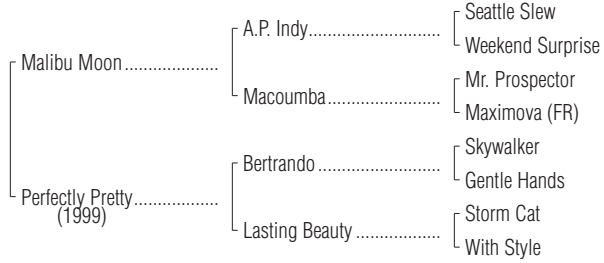 Seattle Slew
A.P. Indy
Weekend Surprise
Malibu Moon
Mr. Prospector
Macoumba
Maximova (FR)
Skywalker
Bertrando
Gentle Hands
Perfectly Pretty
(1999)
Storm Cat
Lasting Beauty
With Style